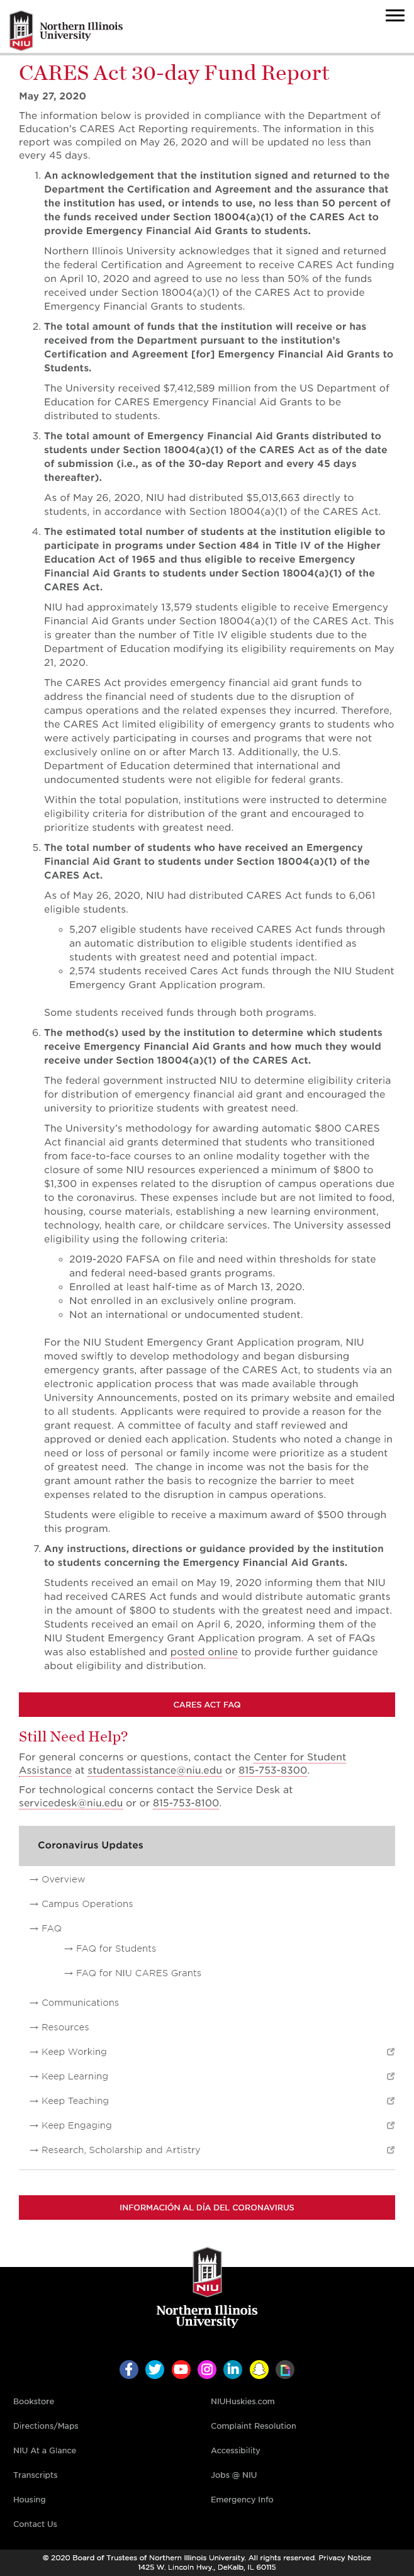 Northern Illinois
University
NIU
CARES Act 30-day Fund Report
May 27, 2020
The information below is provided in compliance with the Department of
Education's CARES Act Reporting requirements. The information in this
report was compiled on May 26, 2020 and will be updated no less than
every 45 days.
1. An acknowledgement that the institution signed and returned to the
Department the Certification and Agreement and the assurance that
the institution has used, or intends to use, no less than 50 percent of
the funds received under Section 18004(a)(1) of the CARES Act to
provide Emergency Financial Aid Grants to students.
Northern Illinois University acknowledges that it signed and returned
the federal Certification and Agreement to receive CARES Act funding
on April 10, 2020 and agreed to use no less than 50% of the funds
received under Section 18004(a)(1) of the CARES Act to provide
Emergency Financial Grants to students.
2. The total amount of funds that the institution will receive or has
received from the Department pursuant to the institution's
Certification and Agreement [for] Emergency Financial Aid Grants to
Students.
The University received $7,412,589 million from the US Department of
Education for CARES Emergency Financial Aid Grants to be
distributed to students.
3. The total amount of Emergency Financial Aid Grants distributed to
students under Section 18004(a)(1) of the CARES Act as of the date
of submission (i.e., as of the 30-day Report and every 45 days
thereafter).
As of May 26, 2020, NIU had distributed $5,013,663 directly to
students, in accordance with Section 18004(a)(1) of the CARES Act.
4. The estimated total number of students at the institution eligible to
participate in programs under Section 484 in Title IV of the Higher
Education Act of 1965 and thus eligible to receive Emergency
Financial Aid Grants to students under Section 18004(a)(1) of the
CARES Act.
NIU had approximately 13,579 students eligible to receive Emergency
Financial Aid Grants under Section 18004(a)(1) of the CARES Act. This
is greater than the number of Title IV eligible students due to the
Department of Education modifying its eligibility requirements on May
21, 2020.
The CARES Act provides emergency financial aid grant funds to
address the financial need of students due to the disruption of
campus operations and the related expenses they incurred. Therefore,
the CARES Act limited eligibility of emergency grants to students who
were actively participating in courses and programs that were not
exclusively online on or after March 13. Additionally, the U.S.
Department of Education determined that international and
undocumented students were not eligible for federal grants.
Within the total population, institutions were instructed to determine
eligibility criteria for distribution of the grant and encouraged to
prioritize students with greatest need.
5. The total number of students who have received an Emergency
Financial Aid Grant to students under Section 18004(a)(1) of the
CARES Act.
As of May 26, 2020, NIU had distributed CARES Act funds to 6,061
eligible students.
◦ 5,207 eligible students have received CARES Act funds through
an automatic distribution to eligible students identified as
students with greatest need and potential impact.
◦ 2,574 students received Cares Act funds through the NIU Student
Emergency Grant Application program.
Some students received funds through both programs.
6. The method(s) used by the institution to determine which students
receive Emergency Financial Aid Grants and how much they would
receive under Section 18004(a)(1) of the CARES Act.
The federal government instructed NIU to determine eligibility criteria
for distribution of emergency financial aid grant and encouraged the
university to prioritize students with greatest need.
The University's methodology for awarding automatic $800 CARES
Act financial aid grants determined that students who transitioned
from face-to-face courses to an online modality together with the
closure of some NIU resources experienced a minimum of $800 to
$1,300 in expenses related to the disruption of campus operations due
to the coronavirus. These expenses include but are not limited to food,
housing, course materials, establishing a new learning environment,
technology, health care, or childcare services. The University assessed
eligibility using the following criteria:
◦ 2019-2020 FAFSA on file and need within thresholds for state
and federal need-based grants programs.
◦ Enrolled at least half-time as of March 13, 2020.
◦ Not enrolled in an exclusively online program.
◦ Not an international or undocumented student.
For the NIU Student Emergency Grant Application program, NIU
moved swiftly to develop methodology and began disbursing
emergency grants, after passage of the CARES Act, to students via an
electronic application process that was made available through
University Announcements, posted on its primary website and emailed
to all students. Applicants were required to provide a reason for the
grant request. A committee of faculty and staff reviewed and
approved or denied each application. Students who noted a change in
need or loss of personal or family income were prioritize as a student
of greatest need. The change in income was not the basis for the
grant amount rather the basis to recognize the barrier to meet
expenses related to the disruption in campus operations.
Students were eligible to receive a maximum award of $500 through
this program.
7. Any instructions, directions or guidance provided by the institution
to students concerning the Emergency Financial Aid Grants.
Students received an email on May 19, 2020 informing them that NIU
had received CARES Act funds and would distribute automatic grants
in the amount of $800 to students with the greatest need and impact.
Students received an email on April 6, 2020, informing them of the
NIU Student Emergency Grant Application program. A set of FAQs
was also established and posted online to provide further guidance
about eligibility and distribution.
CARES ACT FAQ
Still Need Help?
For general concerns or questions, contact the Center for Student
Assistance at studentassistance@niu.edu or 815-753-8300.
For technological concerns contact the Service Desk at
servicedesk@niu.edu or or 815-753-8100.
Coronavirus Updates
→ Overview
→ Campus Operations
→ FAQ
→ FAQ for Students
→ FAQ for NIU CARES Grants
→ Communications
→ Resources
→ Keep Working
→ Keep Learning
→ Keep Teaching
→ Keep Engaging
→ Research, Scholarship and Artistry
INFORMACIÓN AL DÍA DEL CORONAVIRUS
NIU
Northern Illinois
University
Bookstore
NIUHuskies.com
Directions/Maps
Complaint Resolution
NIU At a Glance
Accessibility
Transcripts
Jobs @ NIU
Housing
Emergency Info
Contact Us
© 2020 Board of Trustees of Northern Illinois University. All rights reserved. Privacy Notice
1425 W. Lincoln Hwy., DeKalb, IL 60115